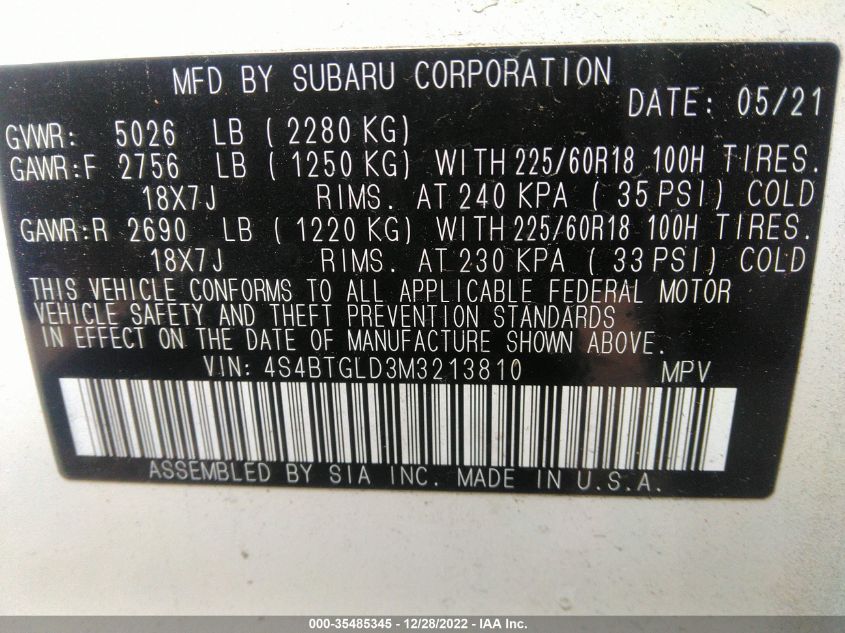 MFD BY SUBARU CORPORATION
DATE: 05/21
GVWR: 5026 LB ( 2280 KG)
GAWR:F 2756 LB ( 1250 KG) WITH 225/60R18 100H TIRES.
18X7J RIMS. AT 240 KPA ( 35 PSI) COLD
GAWR:R 2690 LB ( 1220 KG) WITH 225/60R18 100H TIRES.
18X7J RIMS. AT 230 KPA ( 33 PSI) COLD
THIS VEHICLE CONFORMS TO ALL APPLICABLE FEDERAL MOTOR
VEHICLE SAFETY AND THEFT PREVENTION STANDARDS
IN EFFECT ON THE DATE OF MANUFACTURE SHOWN ABOVE.
VIN: 4S4BTGLD3M3213810 MPV
ASSEMBLED BY SIA INC. MADE IN U.S.A.
000-35485345 - 12/28/2022 - IAA Inc.